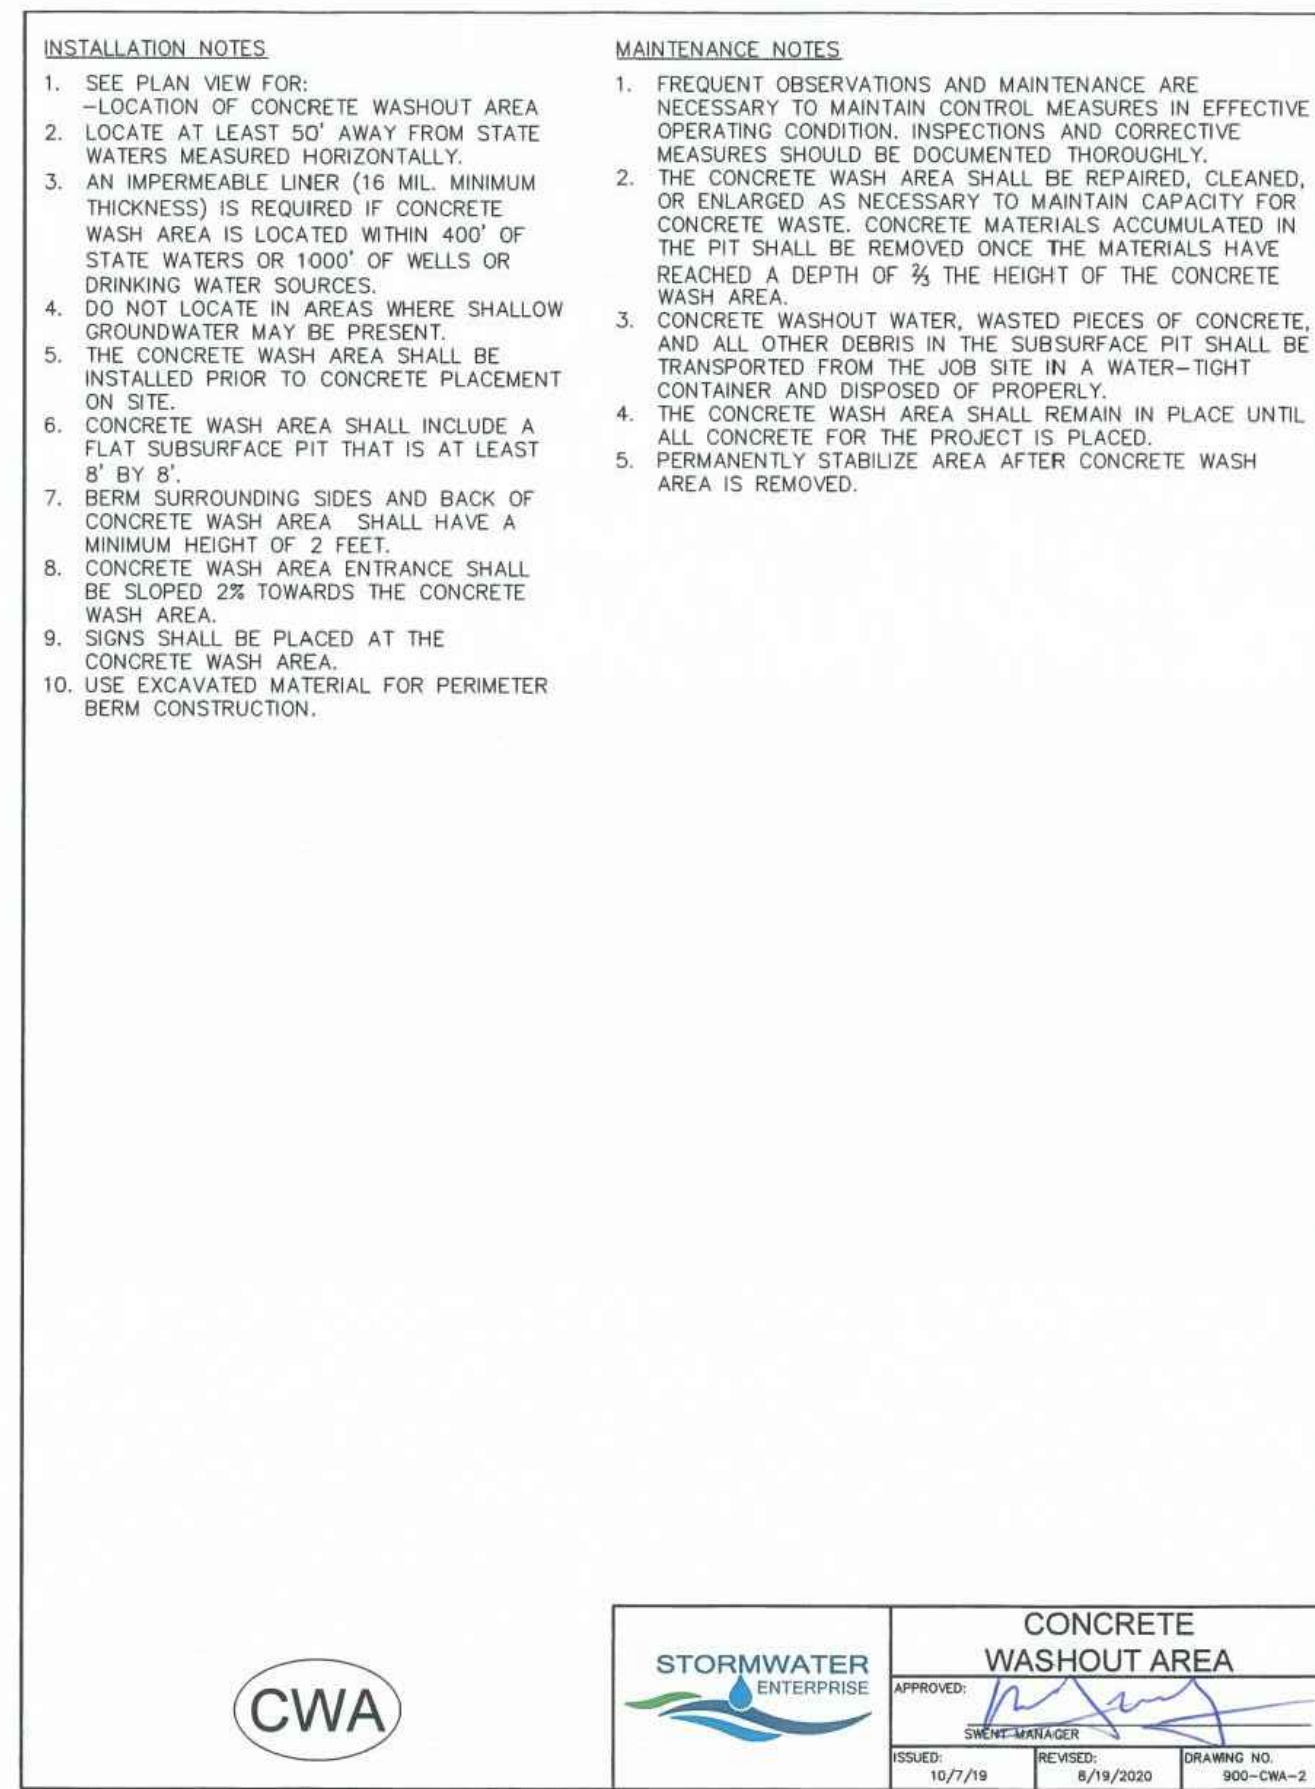 INSTALLATION NOTES
1. SEE PLAN VIEW FOR:
-LOCATION OF CONCRETE WASHOUT AREA
2. LOCATE AT LEAST 50' AWAY FROM STATE
WATERS MEASURED HORIZONTALLY.
3. AN IMPERMEABLE LINER (16 MIL. MINIMUM
THICKNESS) IS REQUIRED IF CONCRETE
WASH AREA IS LOCATED WITHIN 400' OF
STATE WATERS OR 1000' OF WELLS OR
DRINKING WATER SOURCES.
4. DO NOT LOCATE IN AREAS WHERE SHALLOW
GROUNDWATER MAY BE PRESENT.
5. THE CONCRETE WASH AREA SHALL BE
INSTALLED PRIOR TO CONCRETE PLACEMENT
ON SITE.
6. CONCRETE WASH AREA SHALL INCLUDE A
FLAT SUBSURFACE PIT THAT IS AT LEAST
8' BY 8'.
7. BERM SURROUNDING SIDES AND BACK OF
CONCRETE WASH AREA SHALL HAVE A
MINIMUM HEIGHT OF 2 FEET.
8. CONCRETE WASH AREA ENTRANCE SHALL
BE SLOPED 2% TOWARDS THE CONCRETE
WASH AREA.
9. SIGNS SHALL BE PLACED AT THE
CONCRETE WASH AREA.
10. USE EXCAVATED MATERIAL FOR PERIMETER
BERM CONSTRUCTION.
MAINTENANCE NOTES
1. FREQUENT OBSERVATIONS AND MAINTENANCE ARE
NECESSARY TO MAINTAIN CONTROL MEASURES IN EFFECTIVE
OPERATING CONDITION. INSPECTIONS AND CORRECTIVE
MEASURES SHOULD BE DOCUMENTED THOROUGHLY.
2. THE CONCRETE WASH AREA SHALL BE REPAIRED, CLEANED,
OR ENLARGED AS NECESSARY TO MAINTAIN CAPACITY FOR
CONCRETE WASTE. CONCRETE MATERIALS ACCUMULATED IN
THE PIT SHALL BE REMOVED ONCE THE MATERIALS HAVE
REACHED A DEPTH OF ⅔ THE HEIGHT OF THE CONCRETE
WASH AREA.
3. CONCRETE WASHOUT WATER, WASTED PIECES OF CONCRETE,
AND ALL OTHER DEBRIS IN THE SUBSURFACE PIT SHALL BE
TRANSPORTED FROM THE JOB SITE IN A WATER-TIGHT
CONTAINER AND DISPOSED OF PROPERLY.
4. THE CONCRETE WASH AREA SHALL REMAIN IN PLACE UNTIL
ALL CONCRETE FOR THE PROJECT IS PLACED.
5. PERMANENTLY STABILIZE AREA AFTER CONCRETE WASH
AREA IS REMOVED.
CWA
STORMWATER
ENTERPRISE
CONCRETE
WASHOUT AREA
APPROVED:
SWENT MANAGER
ISSUED:
10/7/19
REVISED:
8/19/2020
DRAWING NO.
900-CWA-2